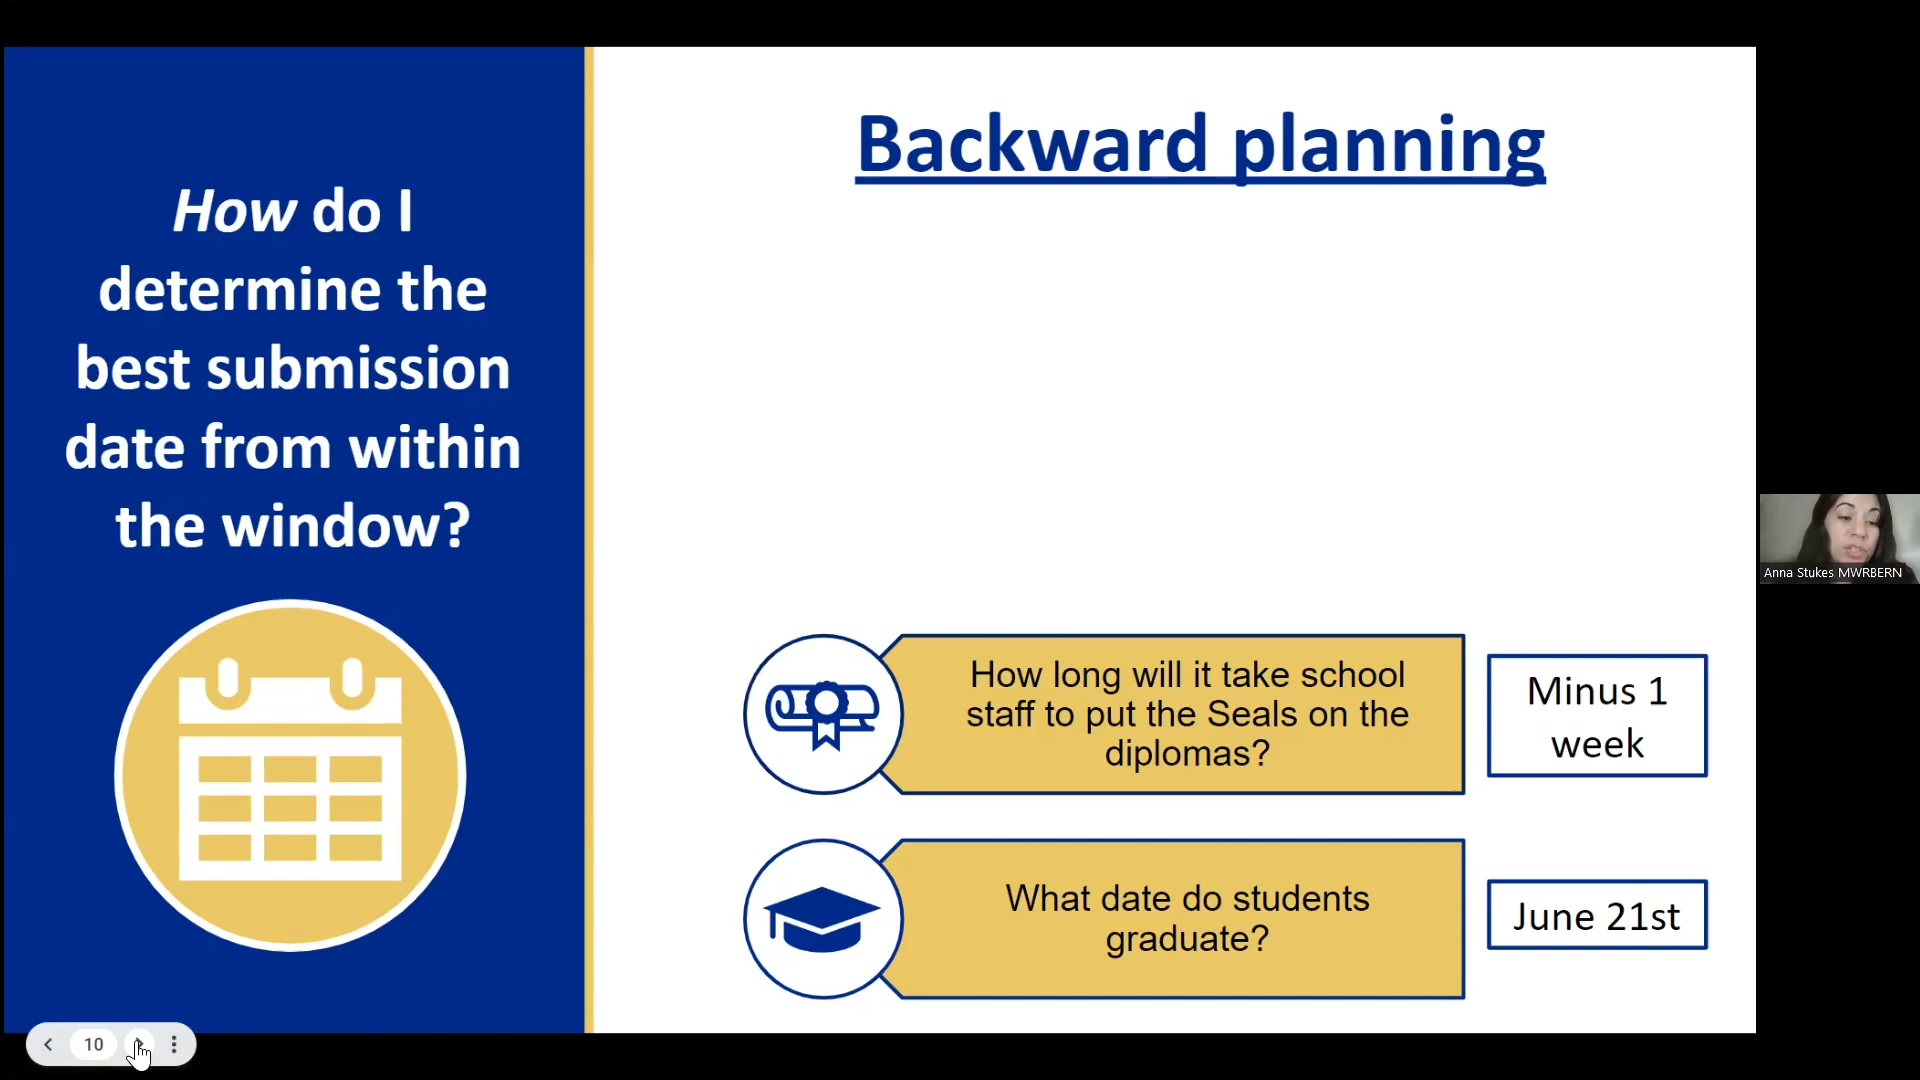 How do I
determine the
best submission
date from within
the window?
Backward planning
How long will it take school
staff to put the Seals on the
diplomas?
Minus 1
week
What date do students
graduate?
June 21st
Anna Stukes MWRBERN
10